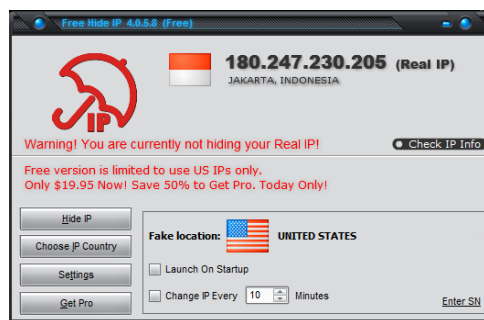 Free Hide IP 4.0.5.8 (Free)
180.247.230.205 (Real IP)
JAKARTA, INDONESIA
IP
Warning! You are currently not hiding your Real IP!
Check IP Info
Free version is limited to use US IPs only.
Only $19.95 Now! Save 50% to Get Pro. Today Only!
Hide IP
Choose IP Country
Settings
Get Pro
Fake location: UNITED STATES
Launch On Startup
Change IP Every 10 Minutes
Enter SN